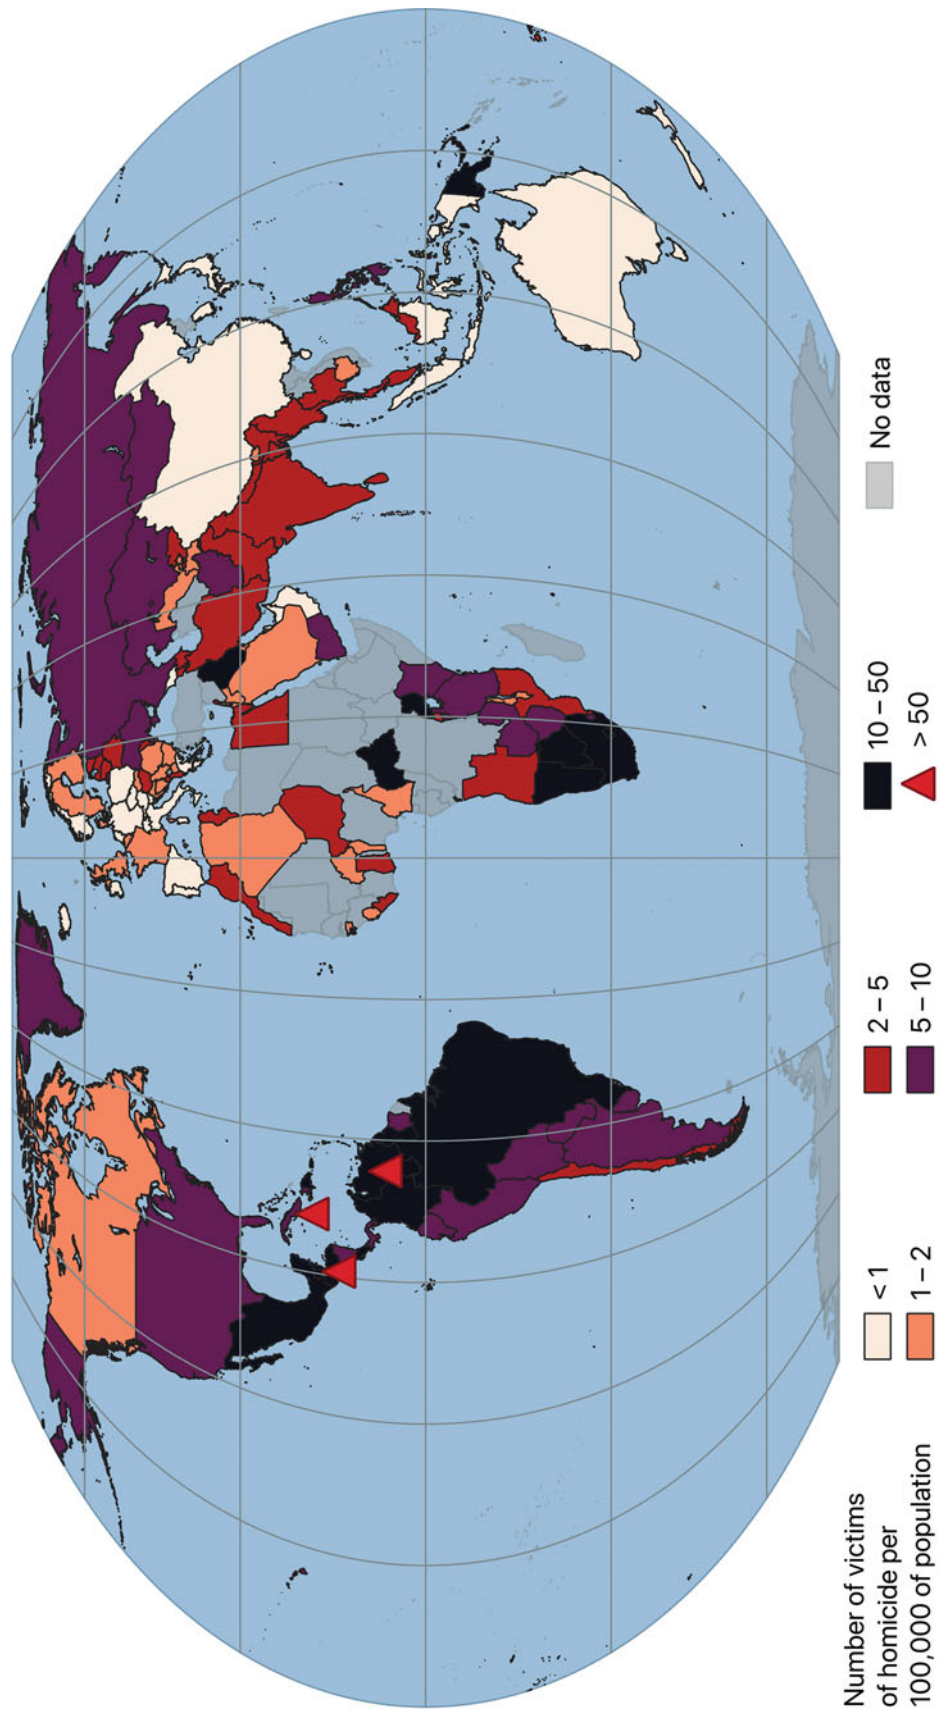 Number of victims
of homicide per
100,000 of population
< 1
1 – 2
2 – 5
5 – 10
10 – 50
> 50
No data